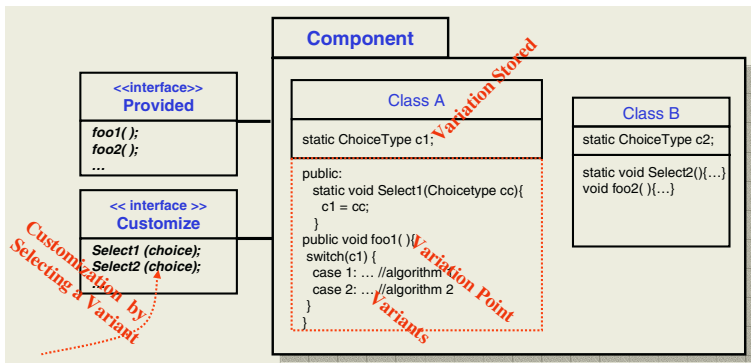 Component
<<interface>>
Provided
foo1( );
foo2( );
...
<< interface >>
Customize
Select1 (choice);
Select2 (choice);
...
Customization by
Selecting a Variant
Class A
static ChoiceType c1;
Variation Stored
public:
static void Select1(Choicetype cc){
c1 = cc;
}
public void foo1( ){
switch(c1) {
case 1: … //algorithm 1
case 2: … //algorithm 2
}
}
Variation Point
Variants
Class B
static ChoiceType c2;
static void Select2(){…}
void foo2( ){…}